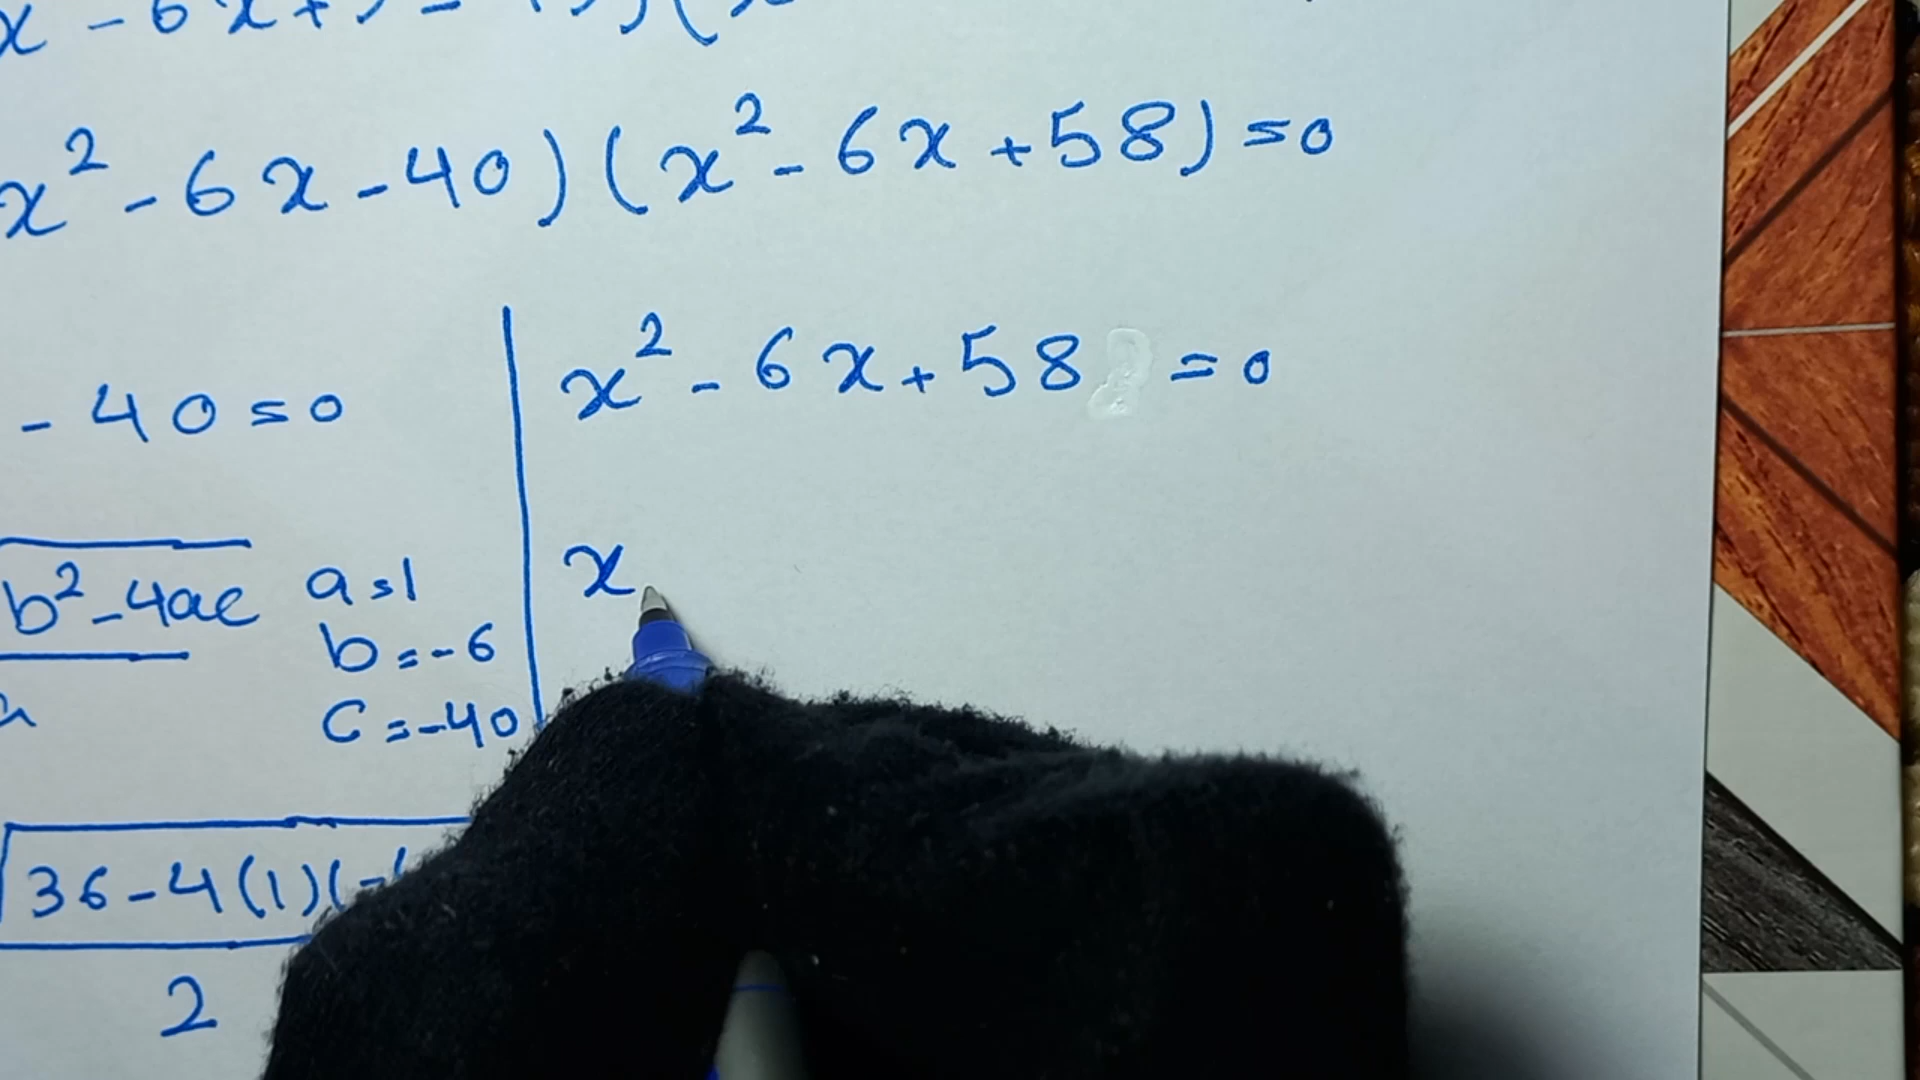 x² - 6x - 40) (x² - 6x + 58) = 0
- 40 = 0
x² - 6x + 58 = 0
b² - 4ac
a = 1
b = -6
c = -40
x
36 - 4(1)(-
2